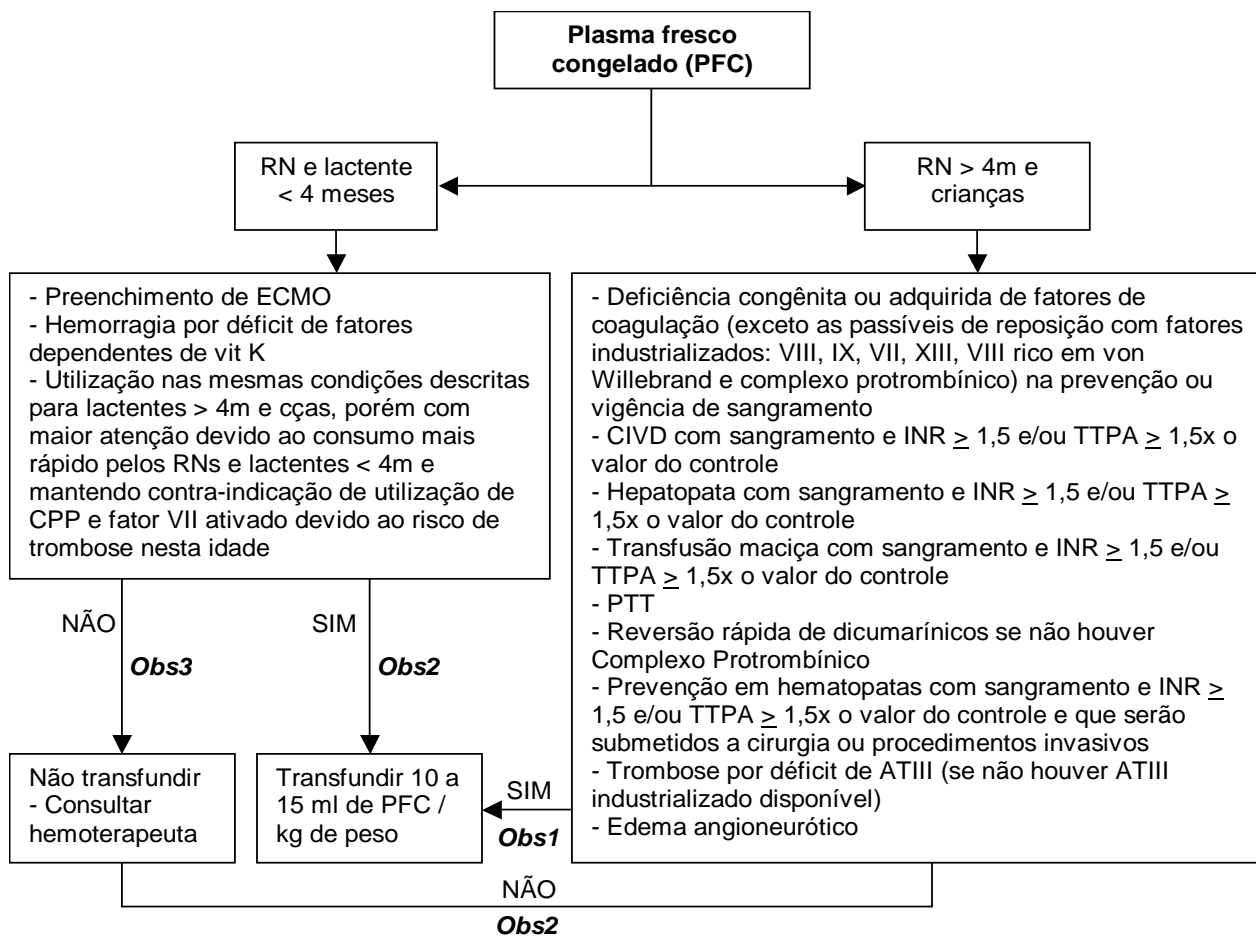 Plasma fresco
congelado (PFC)
RN e lactente
< 4 meses
RN > 4m e
crianças
- Preenchimento de ECMO
- Hemorragia por déficit de fatores
dependentes de vit K
- Utilização nas mesmas condições descritas
para lactentes > 4m e cças, porém com
maior atenção devido ao consumo mais
rápido pelos RNs e lactentes < 4m e
mantendo contra-indicação de utilização de
CPP e fator VII ativado devido ao risco de
trombose nesta idade
- Deficiência congênita ou adquirida de fatores de
coagulação (exceto as passíveis de reposição com fatores
industrializados: VIII, IX, VII, XIII, VIII rico em von
Willebrand e complexo protrombínico) na prevenção ou
vigência de sangramento
- CIVD com sangramento e INR ≥ 1,5 e/ou TTPA ≥ 1,5x o
valor do controle
- Hepatopata com sangramento e INR ≥ 1,5 e/ou TTPA ≥
1,5x o valor do controle
- Transfusão maciça com sangramento e INR ≥ 1,5 e/ou
TTPA ≥ 1,5x o valor do controle
- PTT
- Reversão rápida de dicumarínicos se não houver
Complexo Protrombínico
- Prevenção em hematopatas com sangramento e INR ≥
1,5 e/ou TTPA ≥ 1,5x o valor do controle e que serão
submetidos a cirurgia ou procedimentos invasivos
- Trombose por déficit de ATIII (se não houver ATIII
industrializado disponível)
- Edema angioneurótico
NÃO
Obs3
SIM
Obs2
Não transfundir
- Consultar
hemoterapeuta
Transfundir 10 a
15 ml de PFC /
kg de peso
SIM
Obs1
NÃO
Obs2